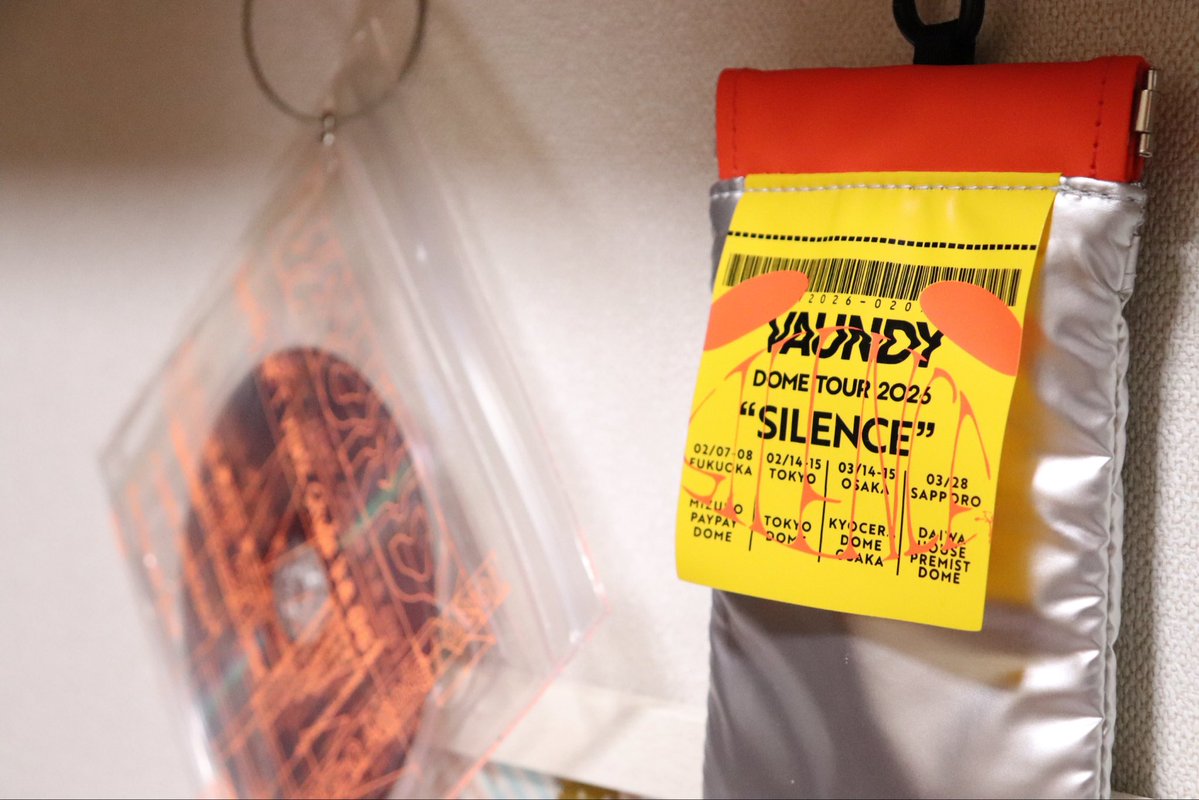 2026-020
VAUNDY
DOME TOUR 2026
“SILENCE”
02/07-08
FUKUOKA
MIZUHO
PAYPAY
DOME
02/14-15
TOKYO
TOKYO
DOME
03/14-15
OSAKA
KYOCERA
DOME
OSAKA
03/28
SAPPORO
DAIWA
HOUSE
PREMIST
DOME
SILENCE